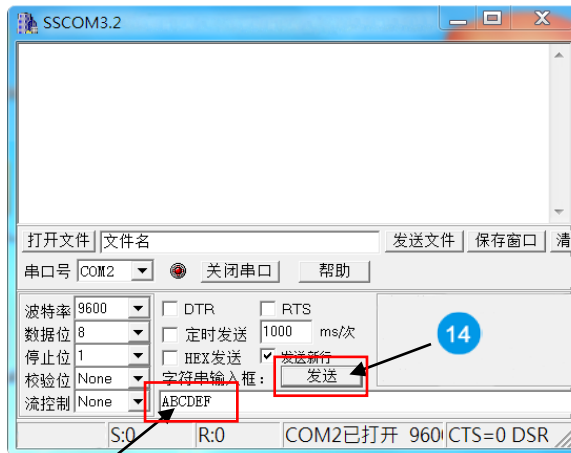 SSCOM3.2
打开文件 文件名 发送文件 保存窗口 清
串口号 COM2 关闭串口 帮助
波特率 9600 DTR RTS
数据位 8 定时发送 1000 ms/次
停止位 1 HEX发送 发送新行
校验位 None 字符串输入框： 发送
流控制 None ABCDEF
14
S:0 R:0 COM2已打开 960 CTS=0 DSR